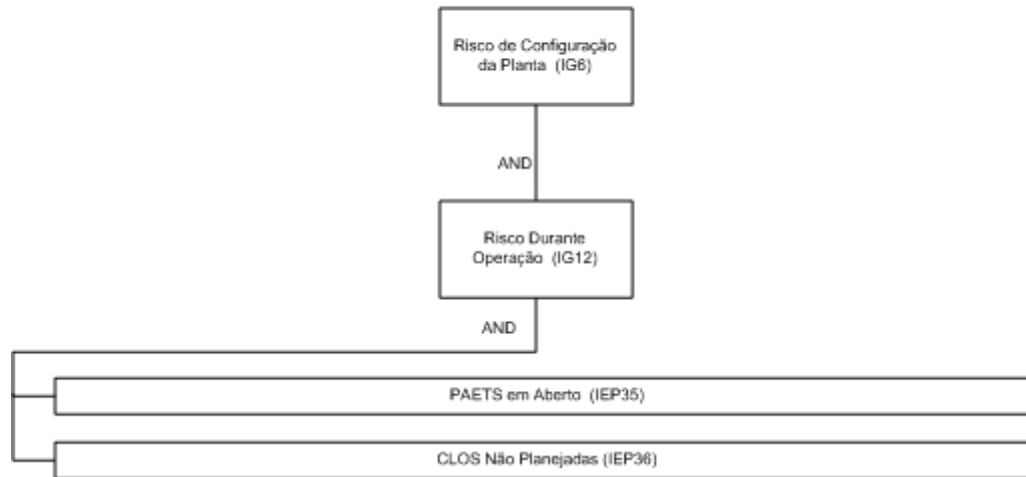 Risco de Configuração
da Planta (IG6)
AND
Risco Durante
Operação (IG12)
AND
PAETS em Aberto (IEP35)
CLOS Não Planejadas (IEP36)